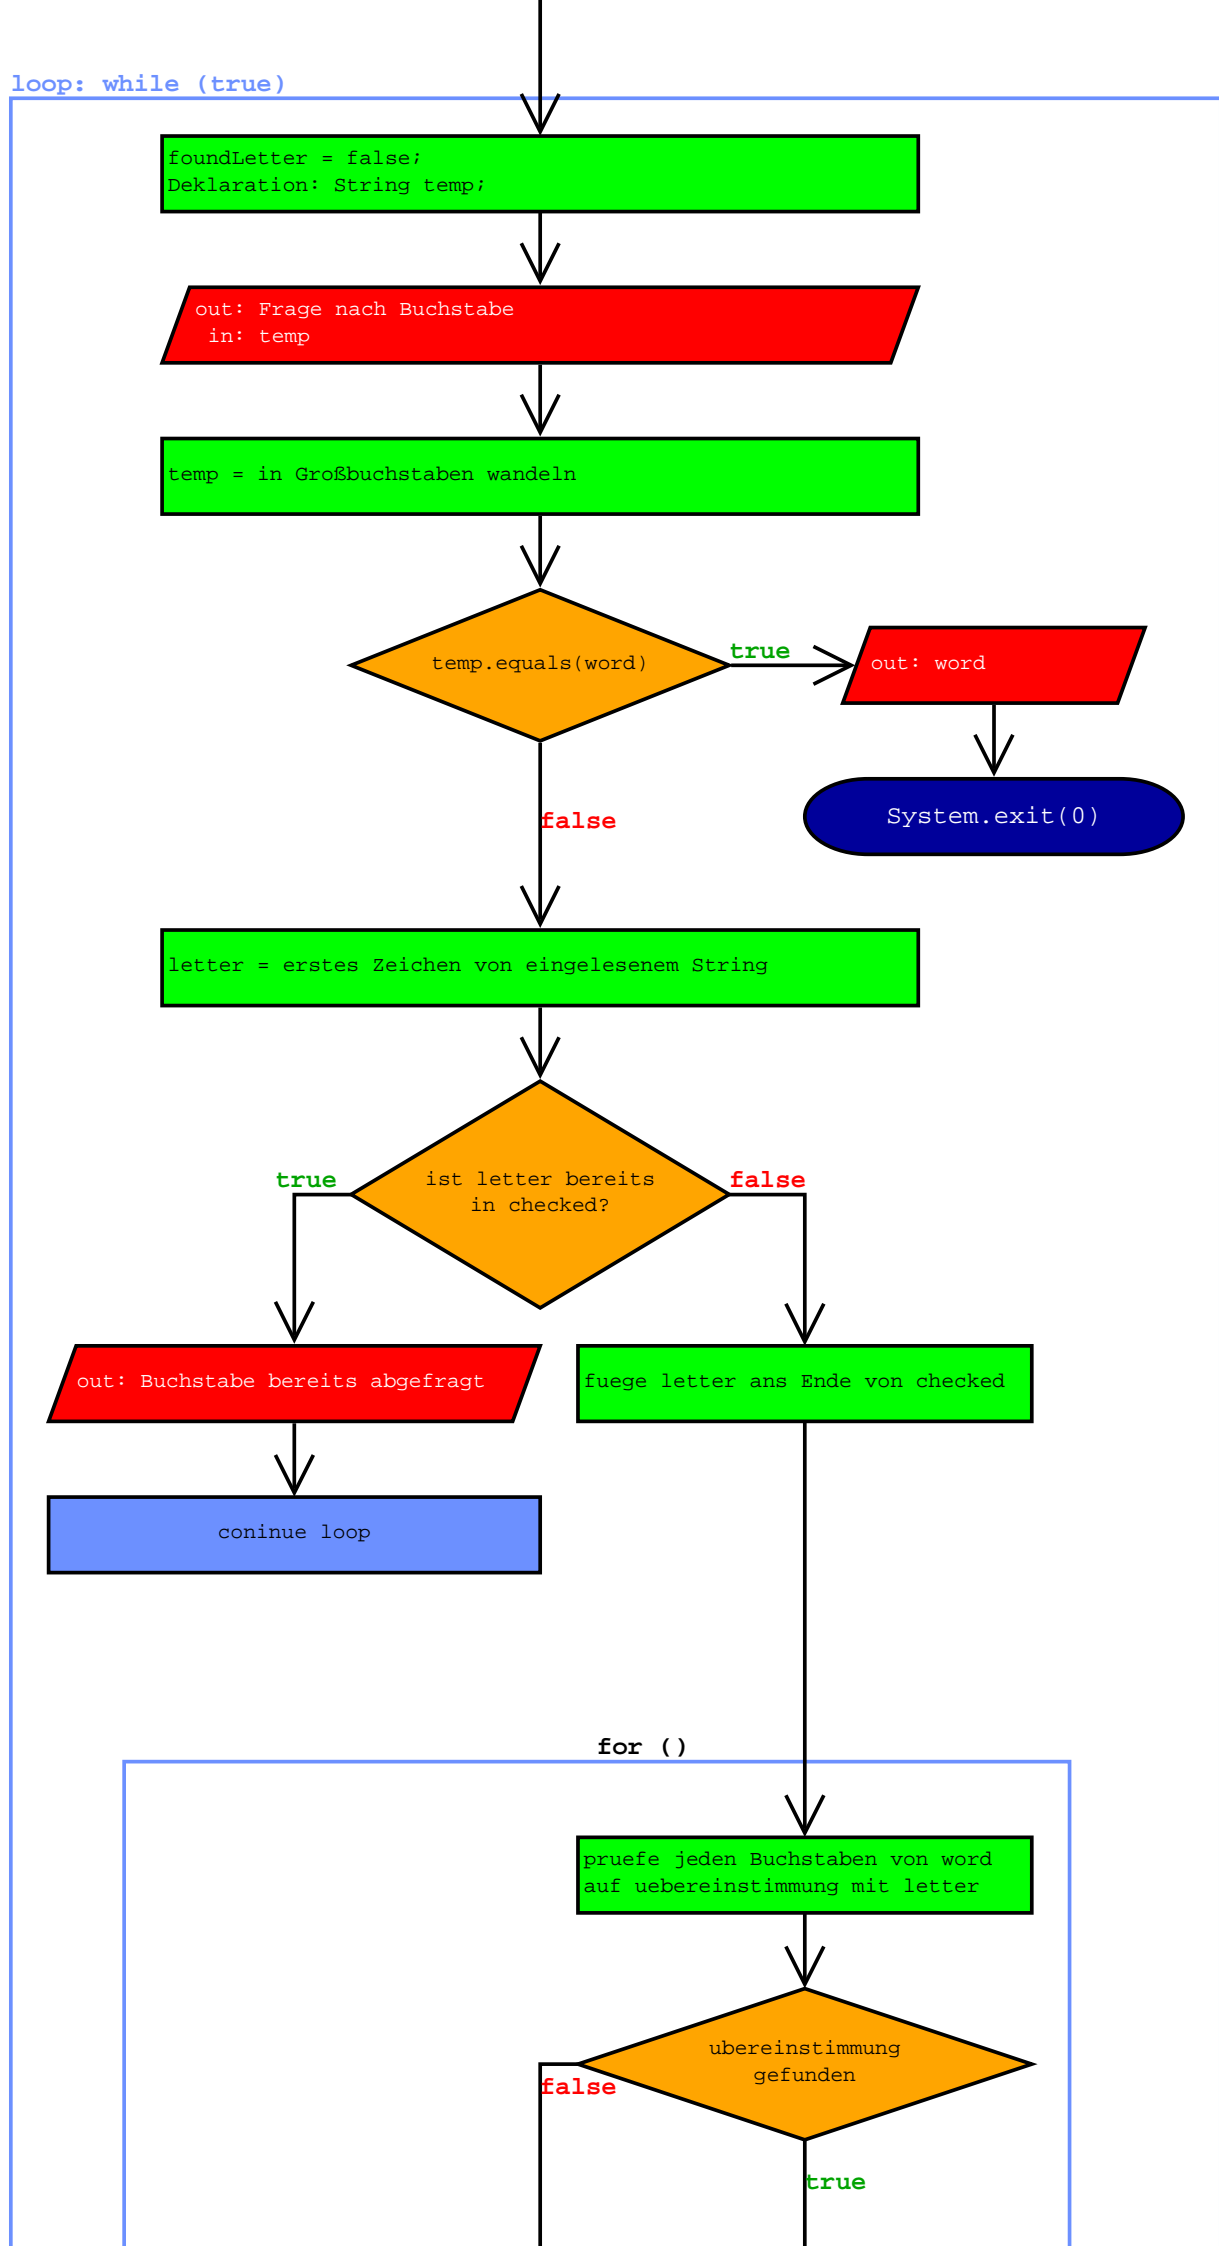 loop: while (true)
foundLetter = false;
Deklaration: String temp;
out: Frage nach Buchstabe
in: temp
temp = in Großbuchstaben wandeln
temp.equals(word)
true
out: word
System.exit(0)
false
letter = erstes Zeichen von eingelesenem String
ist letter bereits
in checked?
true
false
out: Buchstabe bereits abgefragt
fuege letter ans Ende von checked
coninue loop
for ()
pruefe jeden Buchstaben von word
auf uebereinstimmung mit letter
ubereinstimmung
gefunden
false
true